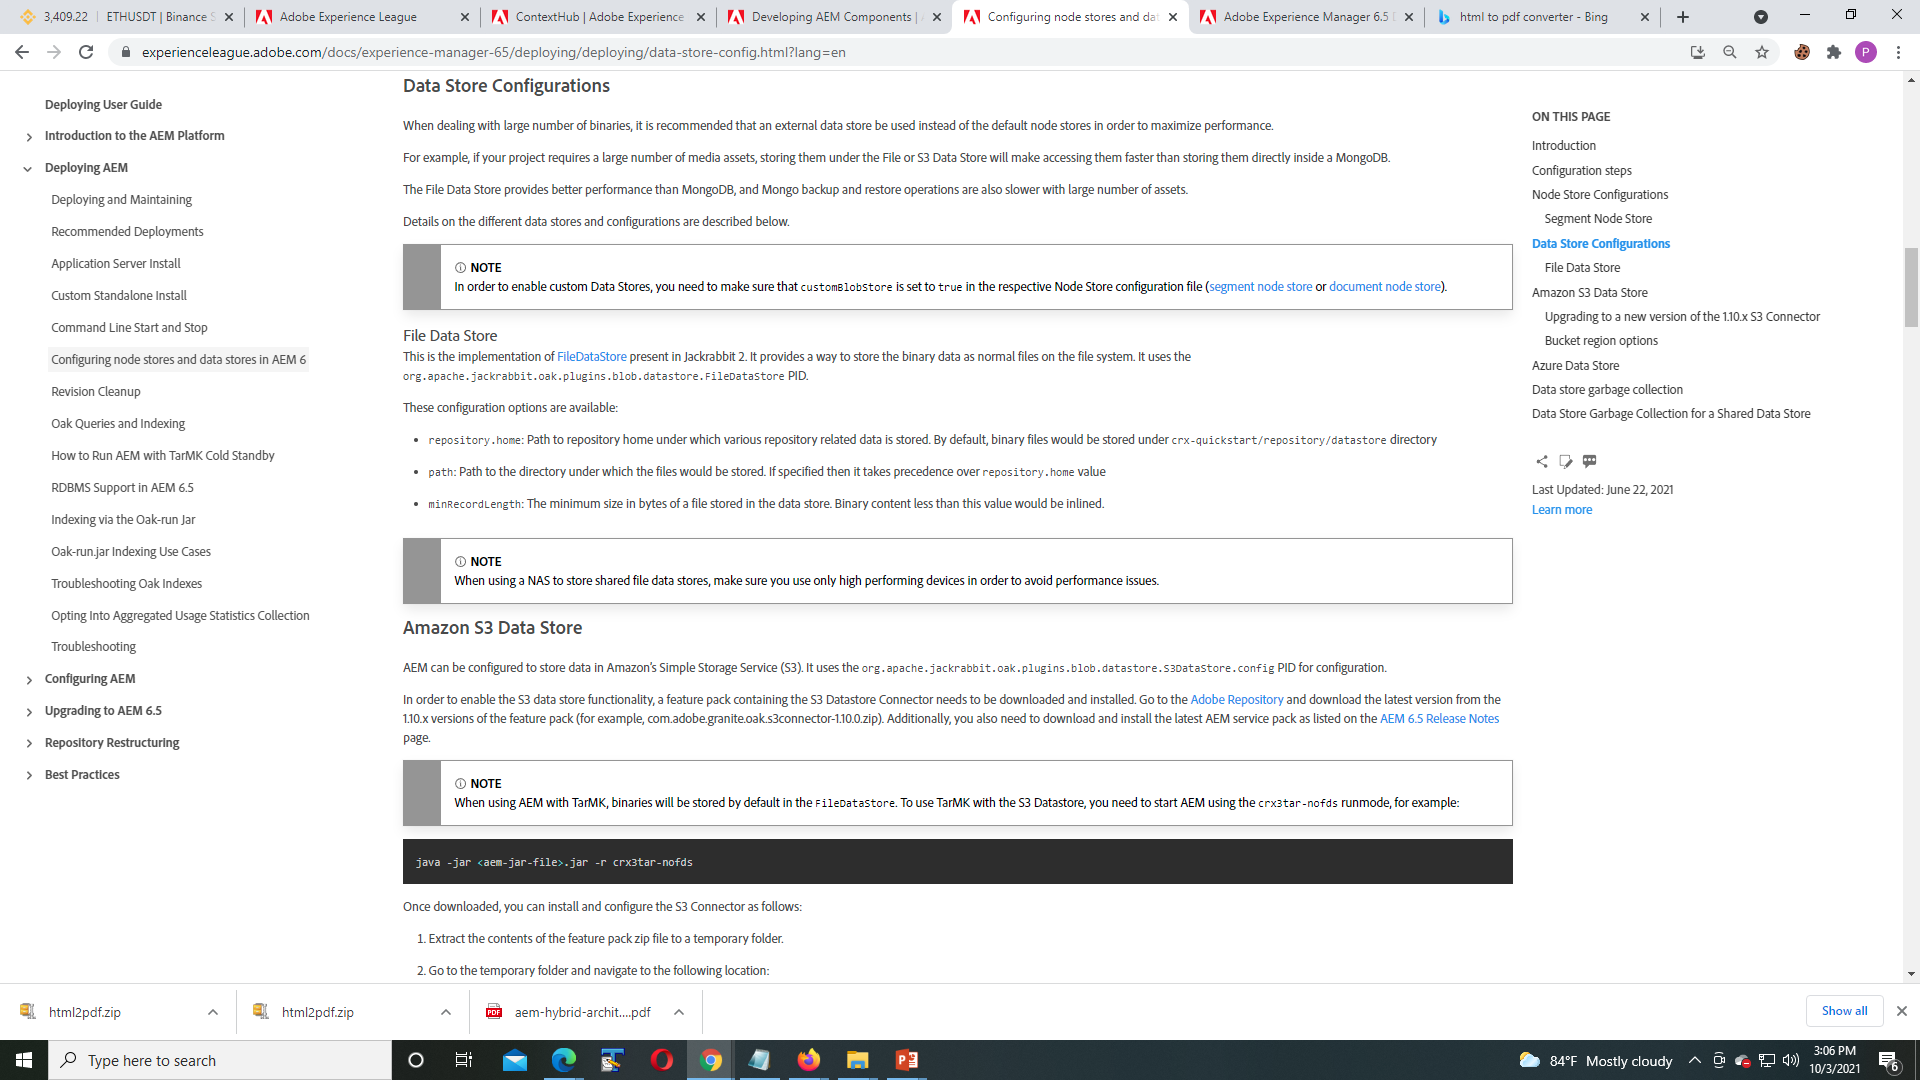 3,409.22 | ETHUSDT | Binance S
Adobe Experience League
ContextHub | Adobe Experience
Developing AEM Components |
Configuring node stores and dat
Adobe Experience Manager 6.5 D
html to pdf converter - Bing
experienceleague.adobe.com/docs/experience-manager-65/deploying/deploying/data-store-config.html?lang=en
P
Deploying User Guide
Introduction to the AEM Platform
Deploying AEM
Deploying and Maintaining
Recommended Deployments
Application Server Install
Custom Standalone Install
Command Line Start and Stop
Configuring node stores and data stores in AEM 6
Revision Cleanup
Oak Queries and Indexing
How to Run AEM with TarMK Cold Standby
RDBMS Support in AEM 6.5
Indexing via the Oak-run Jar
Oak-run.jar Indexing Use Cases
Troubleshooting Oak Indexes
Opting Into Aggregated Usage Statistics Collection
Troubleshooting
Configuring AEM
Upgrading to AEM 6.5
Repository Restructuring
Best Practices
Data Store Configurations
When dealing with large number of binaries, it is recommended that an external data store be used instead of the default node stores in order to maximize performance.
For example, if your project requires a large number of media assets, storing them under the File or S3 Data Store will make accessing them faster than storing them directly inside a MongoDB.
The File Data Store provides better performance than MongoDB, and Mongo backup and restore operations are also slower with large number of assets.
Details on the different data stores and configurations are described below.
NOTE
In order to enable custom Data Stores, you need to make sure that customBlobStore is set to true in the respective Node Store configuration file (segment node store or document node store).
File Data Store
This is the implementation of FileDataStore present in Jackrabbit 2. It provides a way to store the binary data as normal files on the file system. It uses the
org.apache.jackrabbit.oak.plugins.blob.datastore.FileDataStore PID.
These configuration options are available:
• repository.home: Path to repository home under which various repository related data is stored. By default, binary files would be stored under crx-quickstart/repository/datastore directory
• path: Path to the directory under which the files would be stored. If specified then it takes precedence over repository.home value
• minRecordLength: The minimum size in bytes of a file stored in the data store. Binary content less than this value would be inlined.
NOTE
When using a NAS to store shared file data stores, make sure you use only high performing devices in order to avoid performance issues.
Amazon S3 Data Store
AEM can be configured to store data in Amazon's Simple Storage Service (S3). It uses the org.apache.jackrabbit.oak.plugins.blob.datastore.S3DataStore.config PID for configuration.
In order to enable the S3 data store functionality, a feature pack containing the S3 Datastore Connector needs to be downloaded and installed. Go to the Adobe Repository and download the latest version from the
1.10.x versions of the feature pack (for example, com.adobe.granite.oak.s3connector-1.10.0.zip). Additionally, you also need to download and install the latest AEM service pack as listed on the AEM 6.5 Release Notes
page.
NOTE
When using AEM with TarMK, binaries will be stored by default in the FileDataStore. To use TarMK with the S3 Datastore, you need to start AEM using the crx3tar-nofds runmode, for example:
java -jar <aem-jar-file>.jar -r crx3tar-nofds
Once downloaded, you can install and configure the S3 Connector as follows:
1. Extract the contents of the feature pack zip file to a temporary folder.
2. Go to the temporary folder and navigate to the following location:
ON THIS PAGE
Introduction
Configuration steps
Node Store Configurations
Segment Node Store
Data Store Configurations
File Data Store
Amazon S3 Data Store
Upgrading to a new version of the 1.10.x S3 Connector
Bucket region options
Azure Data Store
Data store garbage collection
Data Store Garbage Collection for a Shared Data Store
Last Updated: June 22, 2021
Learn more
html2pdf.zip
html2pdf.zip
PDF
aem-hybrid-archit....pdf
Show all
Type here to search
84°F Mostly cloudy
3:06 PM
10/3/2021
6